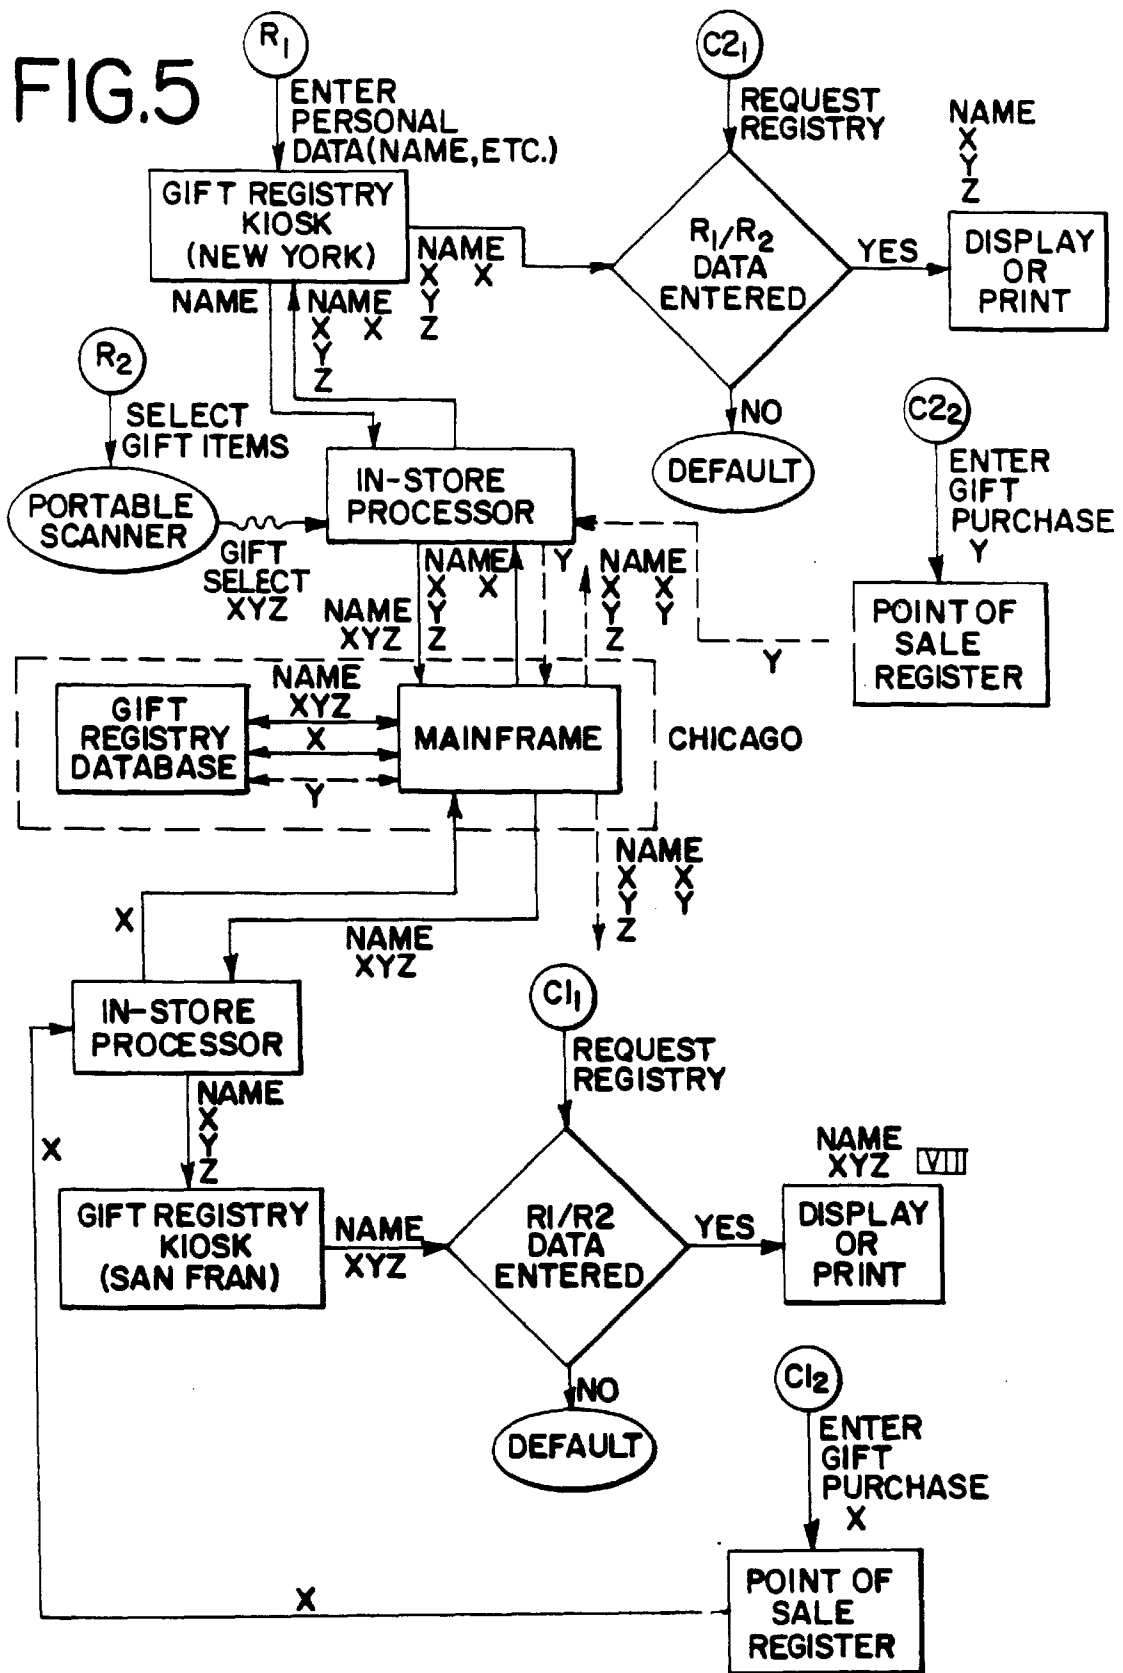 FIG.5
R1
ENTER
PERSONAL
DATA(NAME,ETC.)
GIFT REGISTRY
KIOSK
(NEW YORK)
C21
REQUEST
REGISTRY
R1/R2
DATA
ENTERED
YES
NAME
X
Y
Z
DISPLAY
OR
PRINT
NO
DEFAULT
NAME
X X
Y
Z
NAME
NAME
X X
Y
Z
R2
SELECT
GIFT ITEMS
PORTABLE
SCANNER
GIFT
SELECT
XYZ
IN-STORE
PROCESSOR
C22
ENTER
GIFT
PURCHASE
Y
POINT OF
SALE
REGISTER
Y
NAME
XYZ
NAME
X X
Y
Z
Y
NAME
X X
Y Y
Z
GIFT
REGISTRY
DATABASE
NAME
XYZ
X
Y
MAINFRAME
CHICAGO
NAME
X X
Y Y
Z
X
NAME
XYZ
IN-STORE
PROCESSOR
NAME
X
Y
Z
X
GIFT REGISTRY
KIOSK
(SAN FRAN)
NAME
XYZ
C11
REQUEST
REGISTRY
R1/R2
DATA
ENTERED
YES
NAME
XYZ VII
DISPLAY
OR
PRINT
NO
DEFAULT
C12
ENTER
GIFT
PURCHASE
X
POINT OF
SALE
REGISTER
X